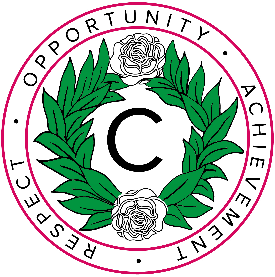 RESPECT • OPPORTUNITY • ACHIEVEMENT •
C